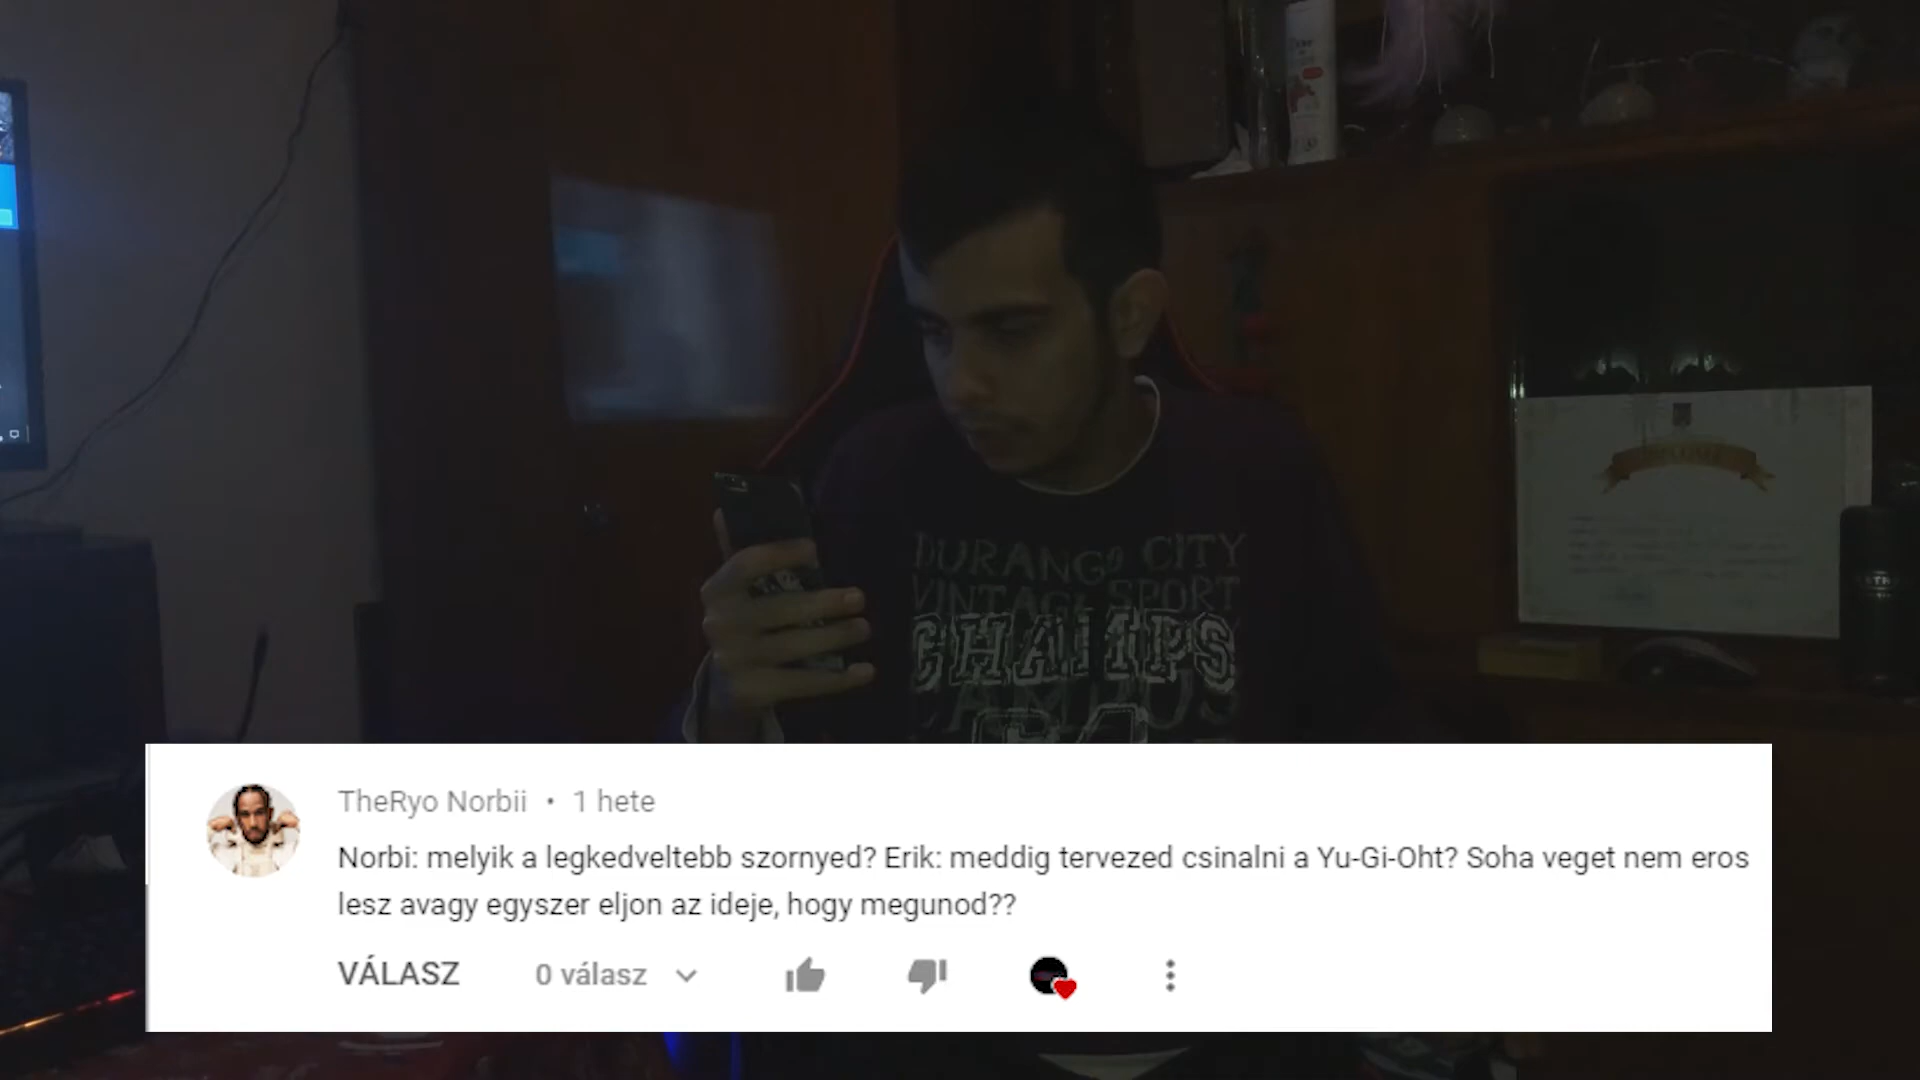 DURANGO CITY
VINTAGE SPORT
CHAMPS
CAMPUS
TheRyo Norbii • 1 hete
Norbi: melyik a legkedveltebb szornyed? Erik: meddig tervezed csinalni a Yu-Gi-Oht? Soha veget nem eros
lesz avagy egyszer eljon az ideje, hogy megunod??
VÁLASZ 0 válasz